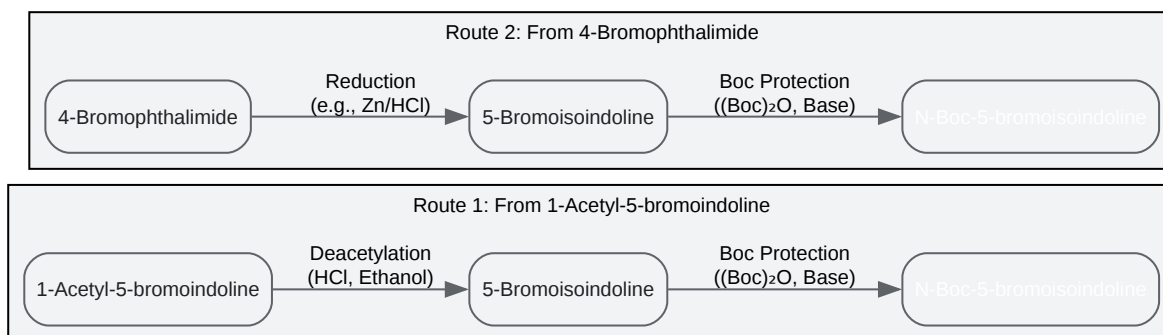 Route 2: From 4-Bromophthalimide
Reduction
(e.g., Zn/HCl)
Boc Protection
((Boc)₂O, Base)
4-Bromophthalimide
5-Bromoisoindoline
N-Boc-5-bromoisoindoline
Route 1: From 1-Acetyl-5-bromoindoline
Deacetylation
(HCl, Ethanol)
Boc Protection
((Boc)₂O, Base)
1-Acetyl-5-bromoindoline
5-Bromoisoindoline
N-Boc-5-bromoisoindoline